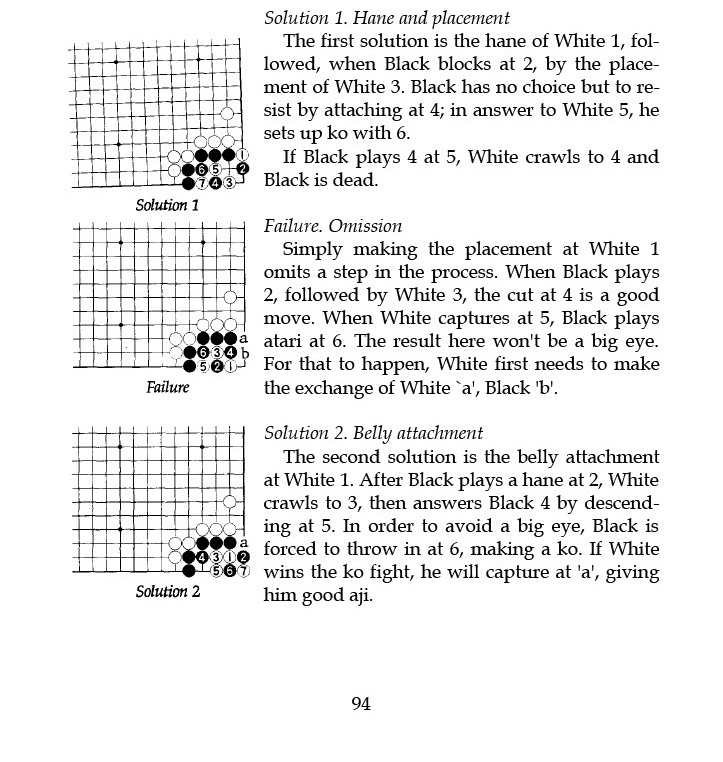 Solution 1. Hane and placement
The first solution is the hane of White 1, fol-
lowed, when Black blocks at 2, by the place-
ment of White 3. Black has no choice but to re-
sist by attaching at 4; in answer to White 5, he
sets up ko with 6.
If Black plays 4 at 5, White crawls to 4 and
Black is dead.
1
6 5 2
7 4 3
Solution 1
Failure. Omission
Simply making the placement at White 1
omits a step in the process. When Black plays
2, followed by White 3, the cut at 4 is a good
move. When White captures at 5, Black plays
atari at 6. The result here won't be a big eye.
For that to happen, White first needs to make
the exchange of White `a', Black 'b'.
a
6 3 4 b
5 2 1
Failure
Solution 2. Belly attachment
The second solution is the belly attachment
at White 1. After Black plays a hane at 2, White
crawls to 3, then answers Black 4 by descend-
ing at 5. In order to avoid a big eye, Black is
forced to throw in at 6, making a ko. If White
wins the ko fight, he will capture at 'a', giving
him good aji.
a
4 3 1 2
5 6 7
Solution 2
94